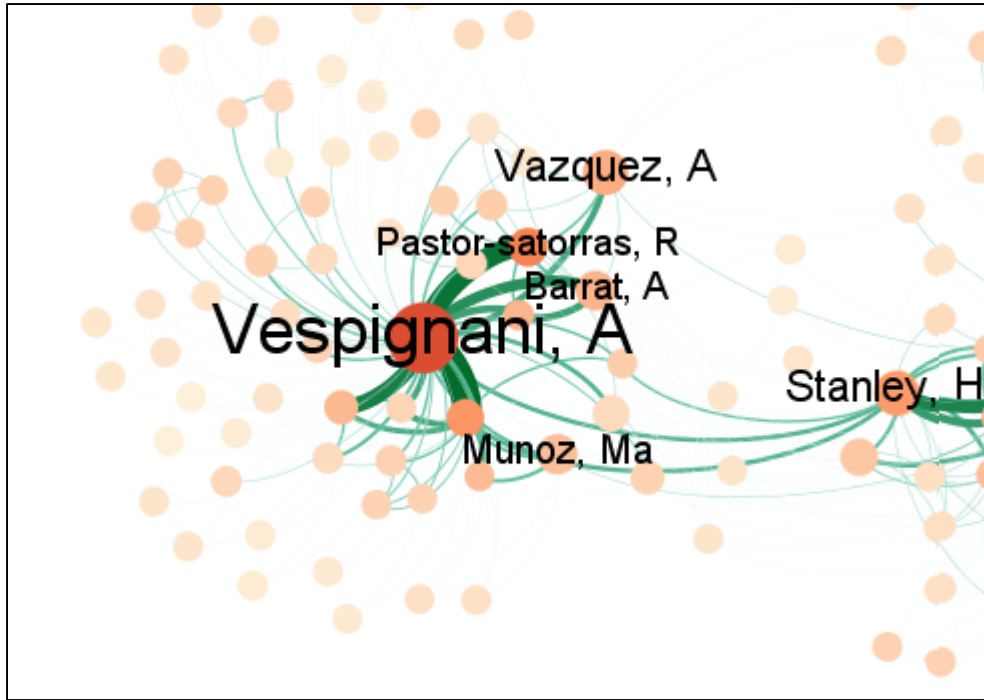 Vazquez, A
Pastor-satorras, R
Barrat, A
Vespignani, A
Stanley, H
Munoz, Ma